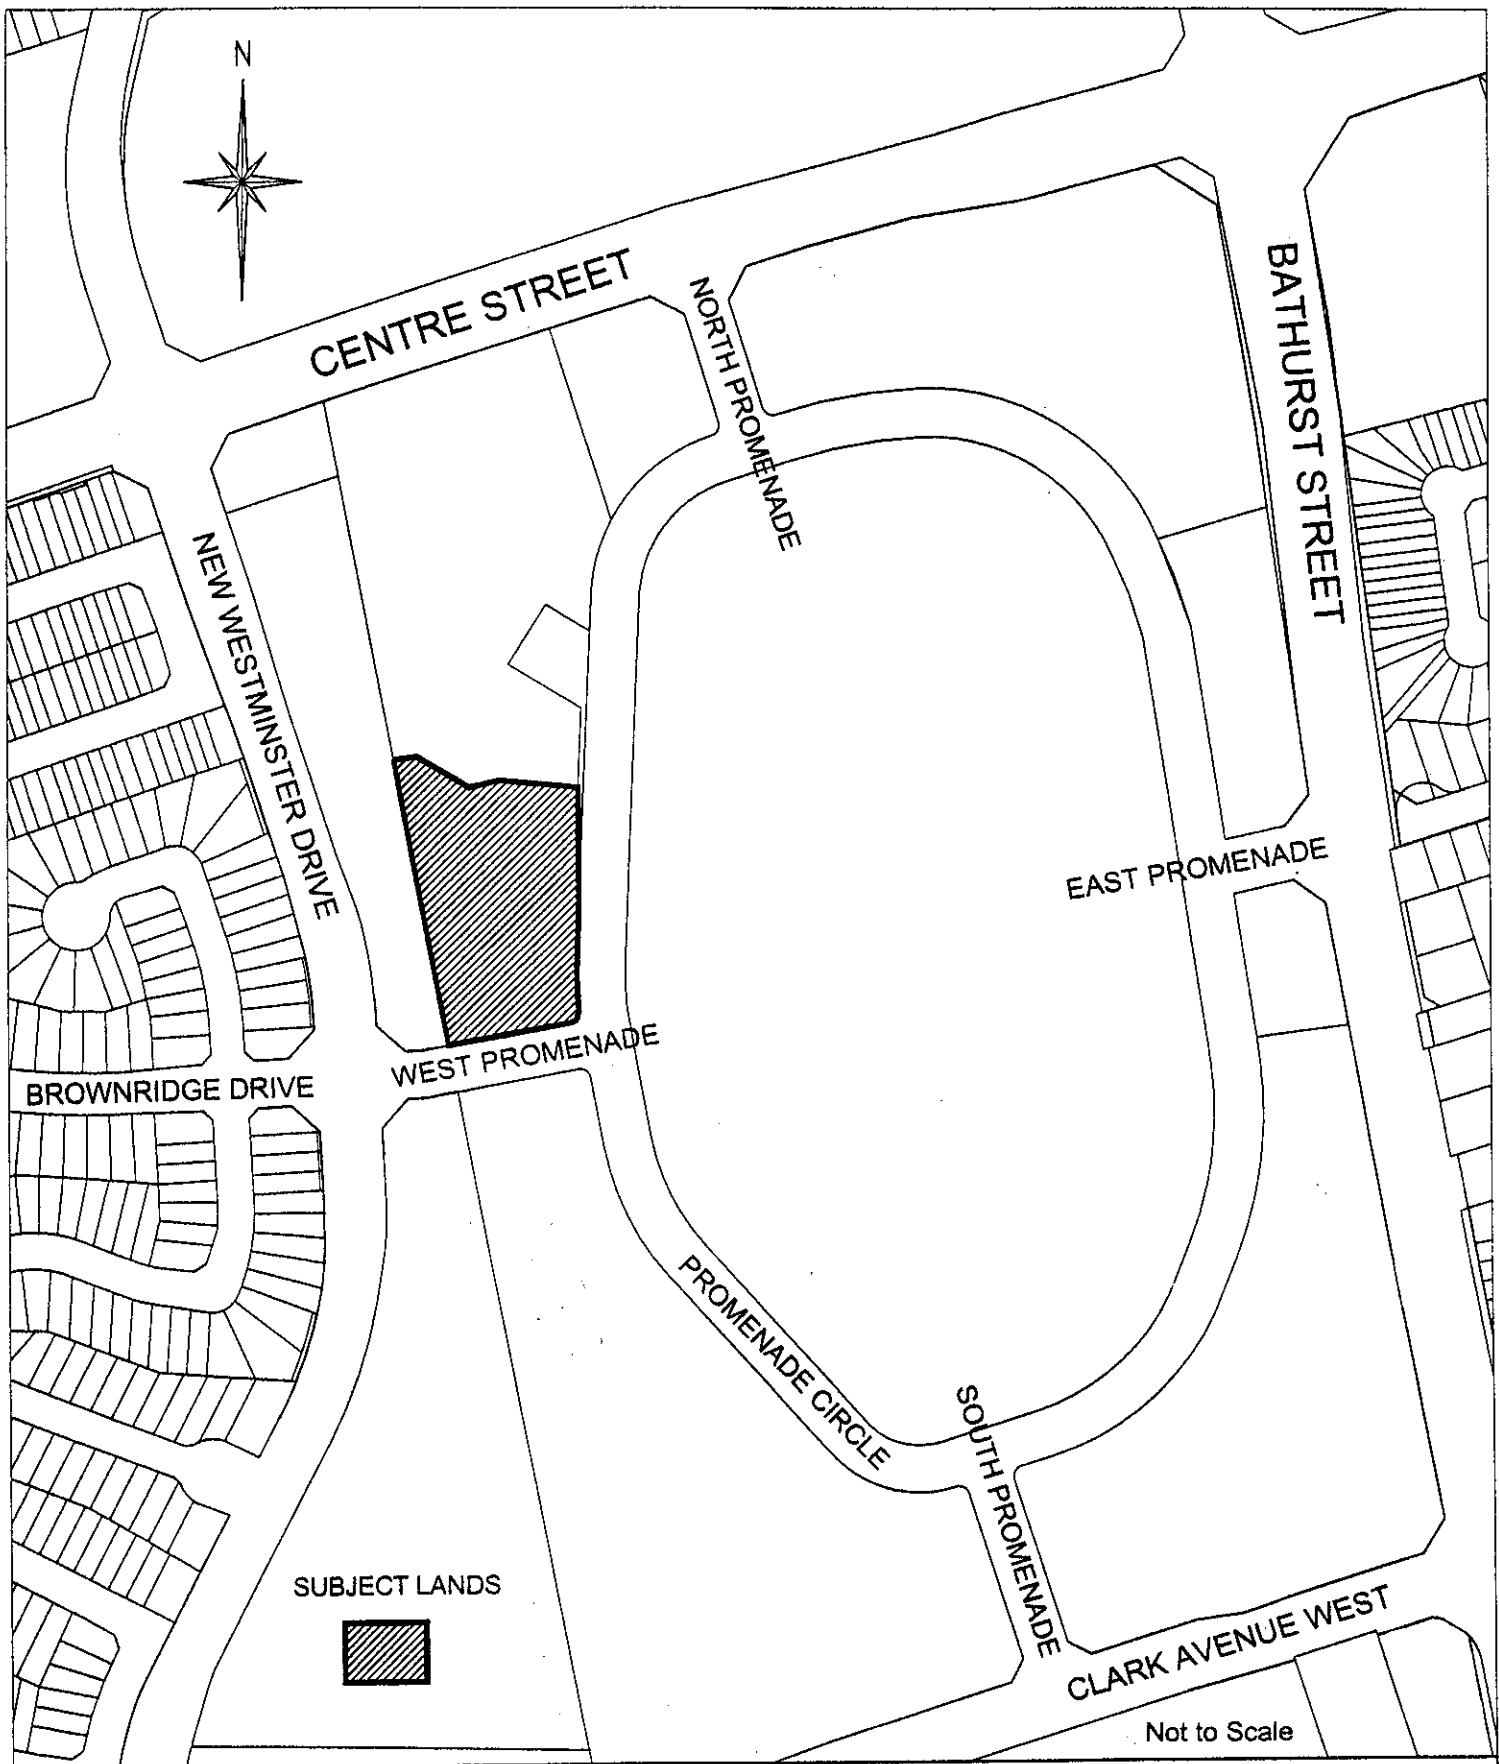 N
CENTRE STREET
NORTH PROMENADE
BATHURST STREET
NEW WESTMINSTER DRIVE
EAST PROMENADE
WEST PROMENADE
BROWNRIDGE DRIVE
PROMENADE CIRCLE
SOUTH PROMENADE
SUBJECT LANDS
CLARK AVENUE WEST
Not to Scale